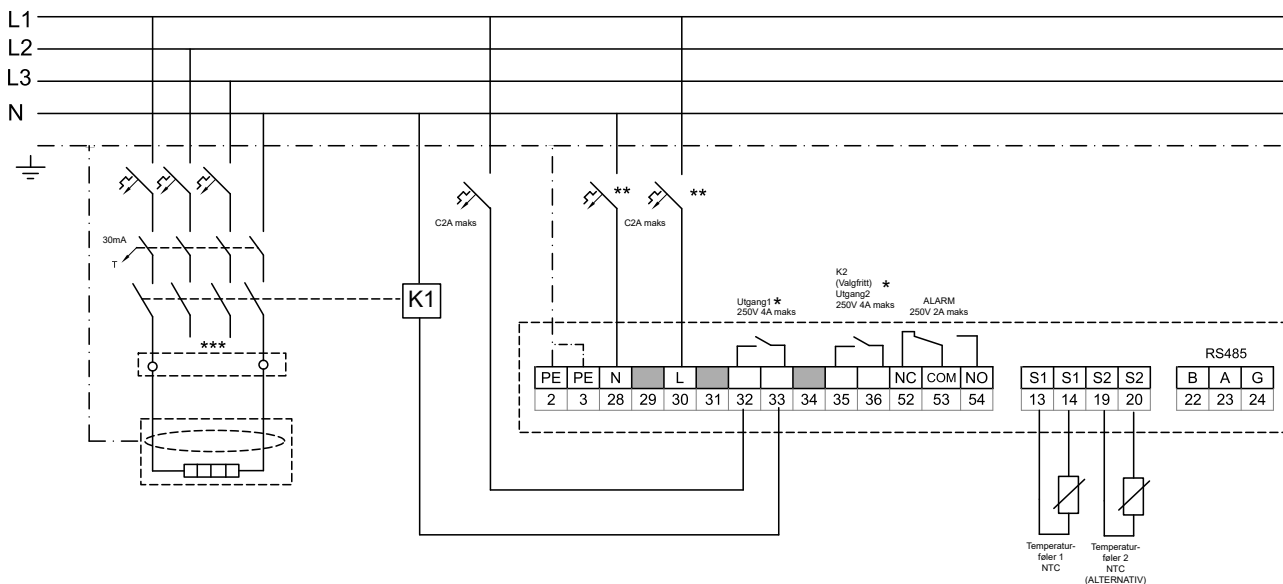 L1
L2
L3
N
**
**
C2A maks
C2A maks
30mA
T
K1
***
K2
(Valgfritt) *
Utgang2
250V 4A maks
Utgang1 *
250V 4A maks
ALARM
250V 2A maks
RS485
PE PE N L NC COM NO
2 3 28 29 30 31 32 33 34 35 36 52 53 54
S1 S1 S2 S2
13 14 19 20
B A G
22 23 24
Temperatur-
føler 1
NTC
Temperatur-
føler 2
NTC
(ALTERNATIV)